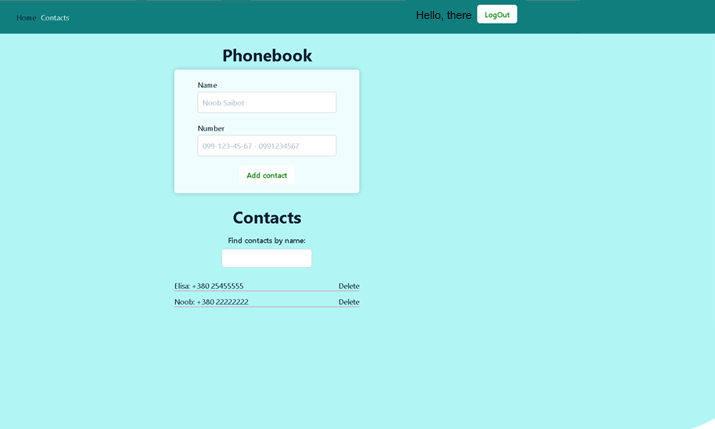 Home Contacts
Hello, there LogOut
Phonebook
Name
Noob Saibot
Number
099-123-45-67 - 0991234567
Add contact
Contacts
Find contacts by name:
Elisa: +380 25455555 Delete
Noob: +380 22222222 Delete